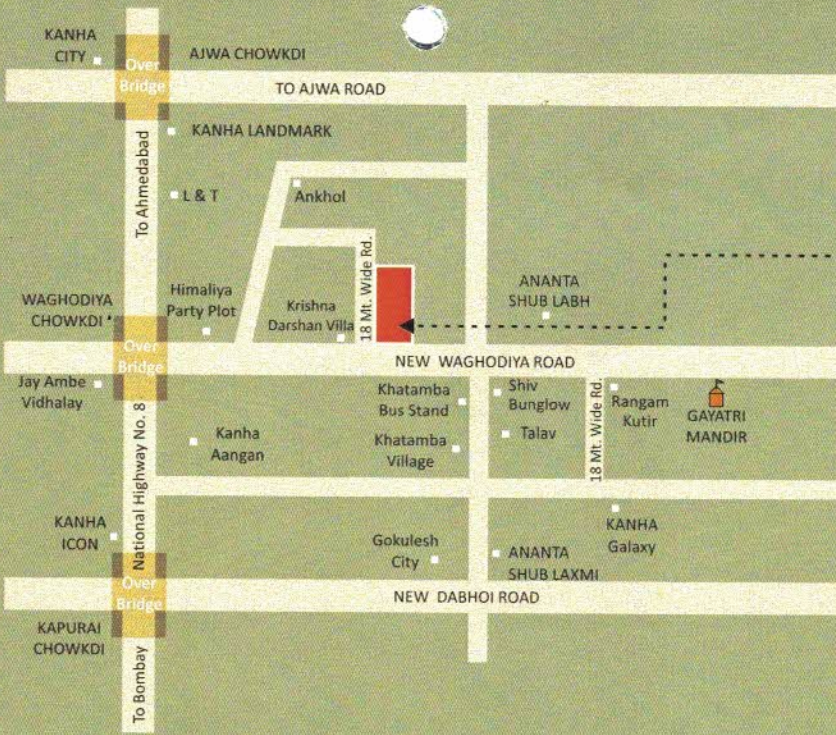 KANHA
CITY
Over
Bridge
AJWA CHOWKDI
TO AJWA ROAD
KANHA LANDMARK
To Ahmedabad
L & T
Ankhol
18 Mt. Wide Rd.
WAGHODIYA
CHOWKDI
Himaliya
Party Plot
Krishna
Darshan Villa
ANANTA
SHUB LABH
Over
Bridge
NEW WAGHODIYA ROAD
Jay Ambe
Vidhalay
National Highway No. 8
Kanha
Aangan
Khatamba
Bus Stand
Khatamba
Village
Shiv
Bunglow
Talav
18 Mt. Wide Rd.
Rangam
Kutir
GAYATRI
MANDIR
KANHA
ICON
Gokulesh
City
ANANTA
SHUB LAXMI
KANHA
Galaxy
Over
Bridge
NEW DABHOI ROAD
KAPURAI
CHOWKDI
To Bombay